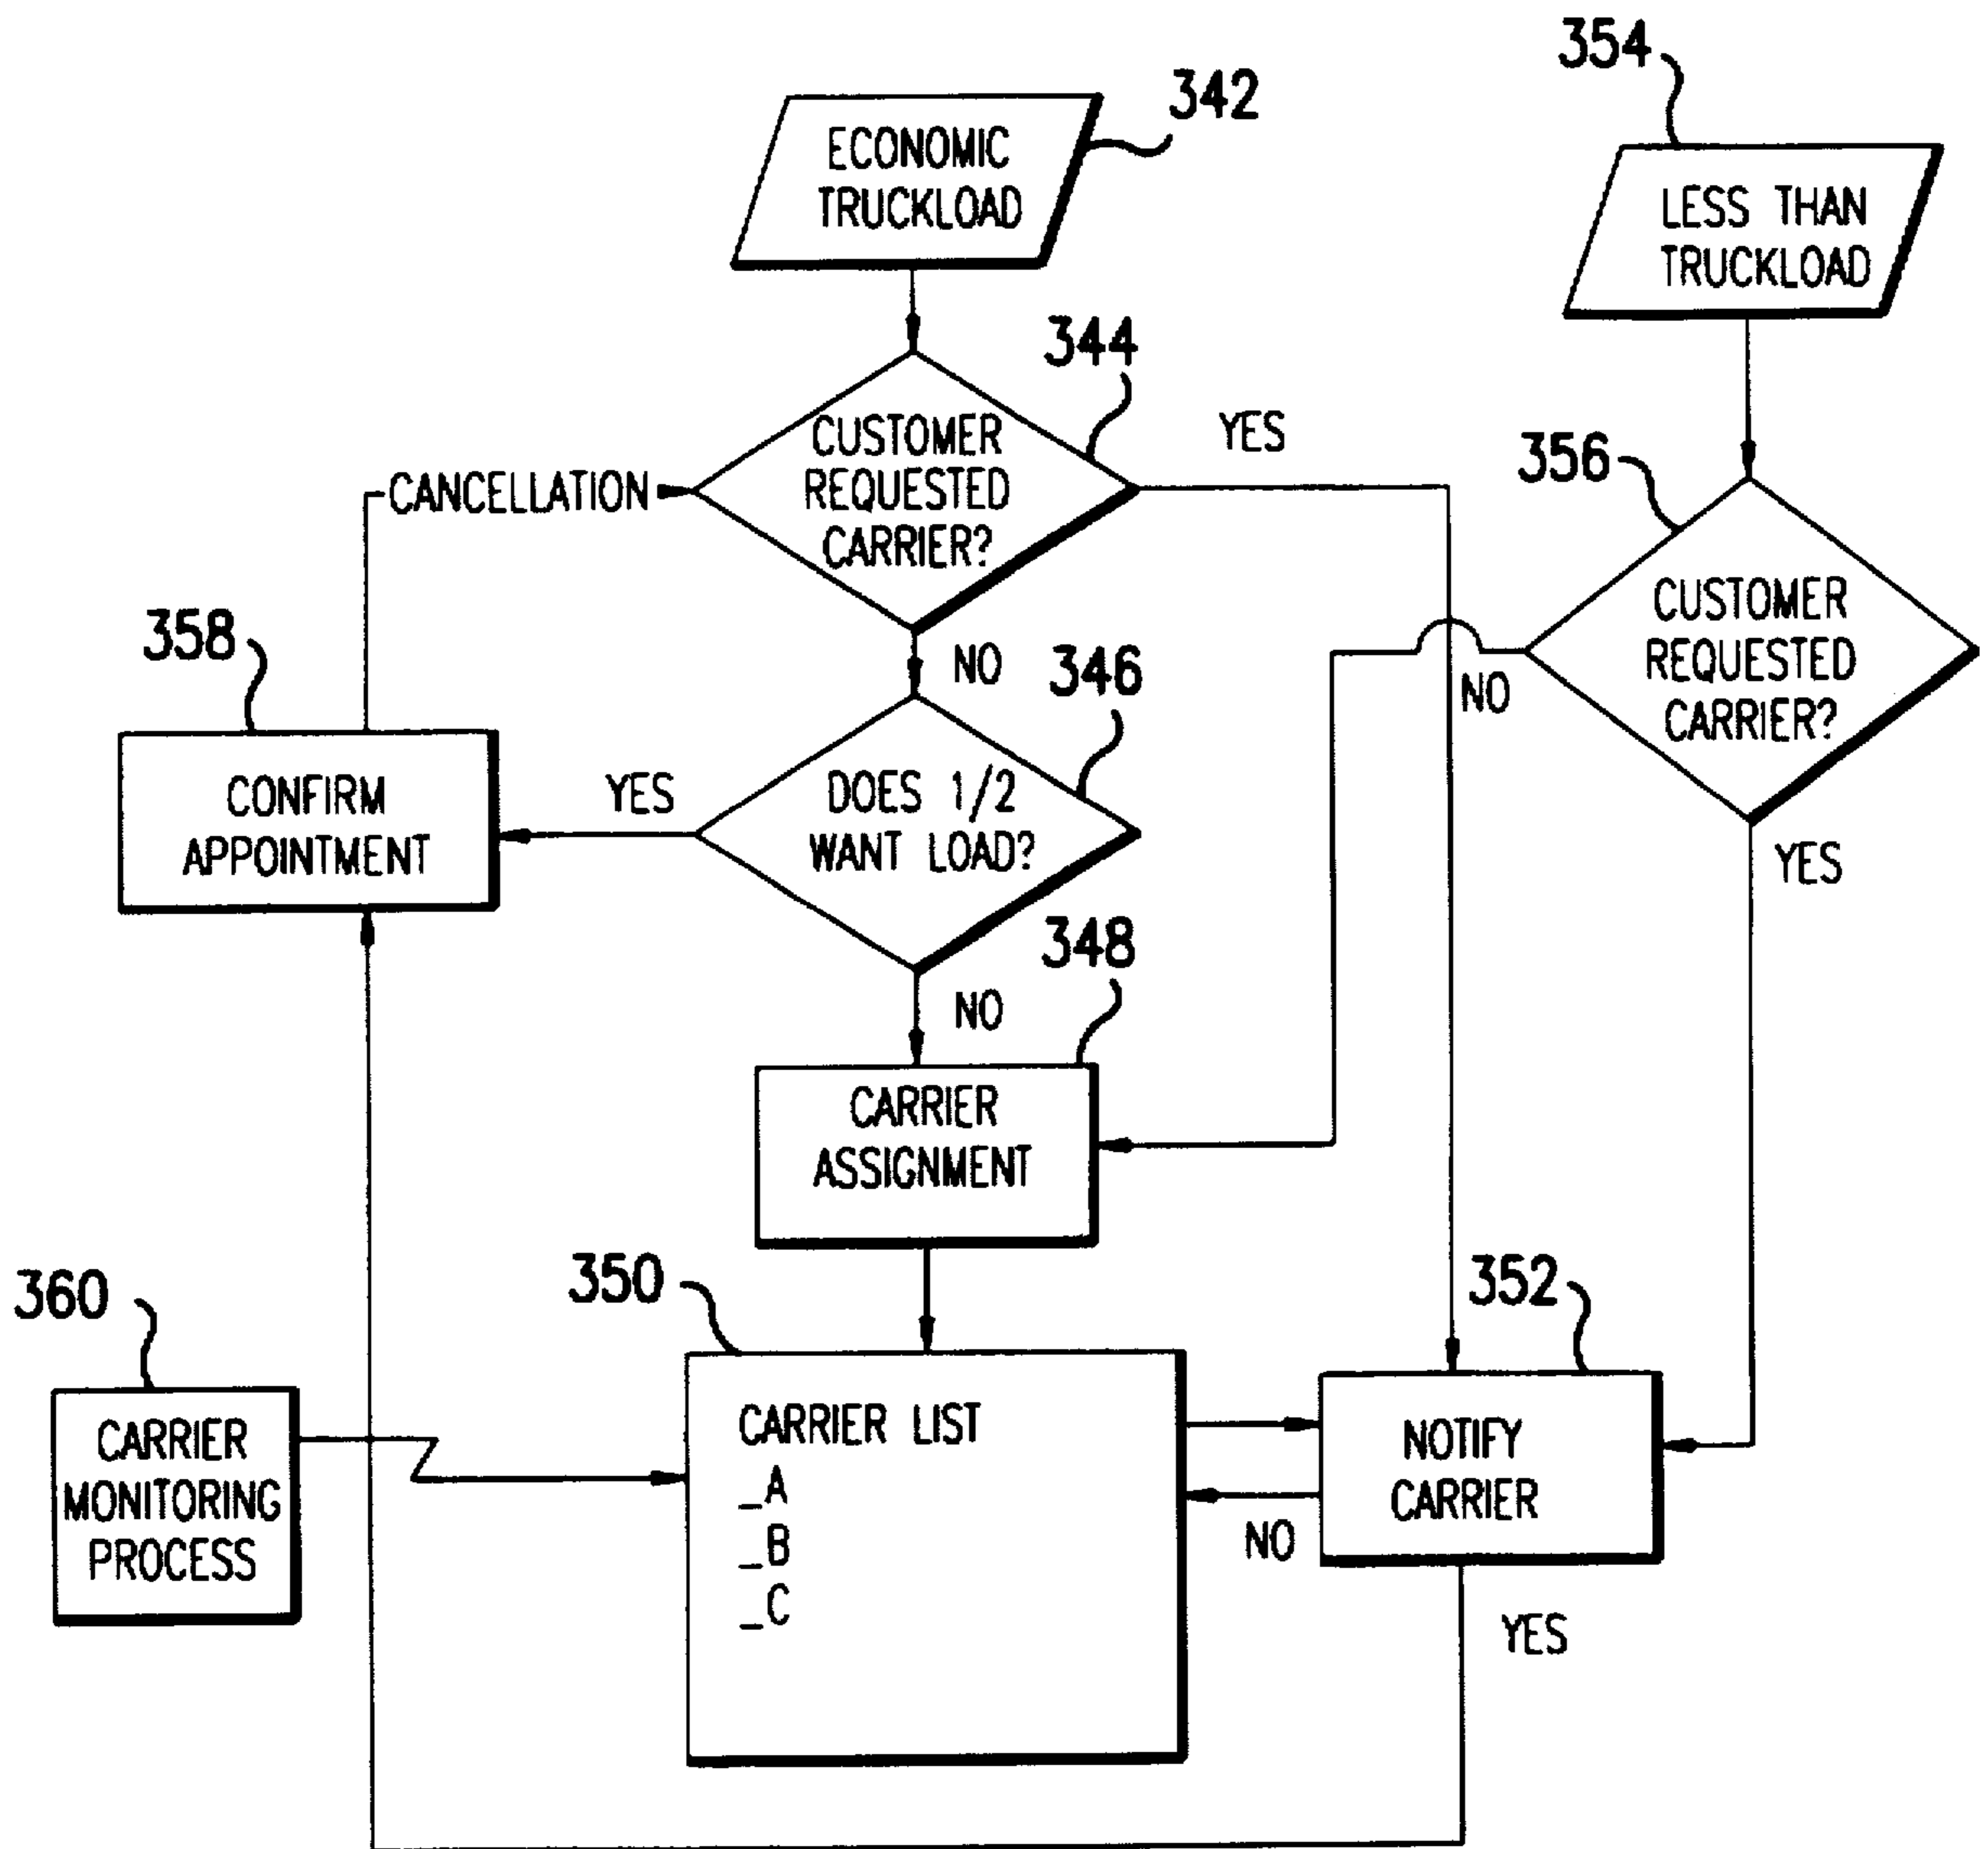 354
342
ECONOMIC
TRUCKLOAD
LESS THAN
TRUCKLOAD
344
CUSTOMER
REQUESTED
CARRIER?
YES
356
CANCELLATION
CUSTOMER
REQUESTED
CARRIER?
358
NO
346
NO
CONFIRM
APPOINTMENT
YES
DOES 1/2
WANT LOAD?
YES
348
NO
CARRIER
ASSIGNMENT
360
350
352
CARRIER
MONITORING
PROCESS
CARRIER LIST
_A
_B
_C
NOTIFY
CARRIER
NO
YES